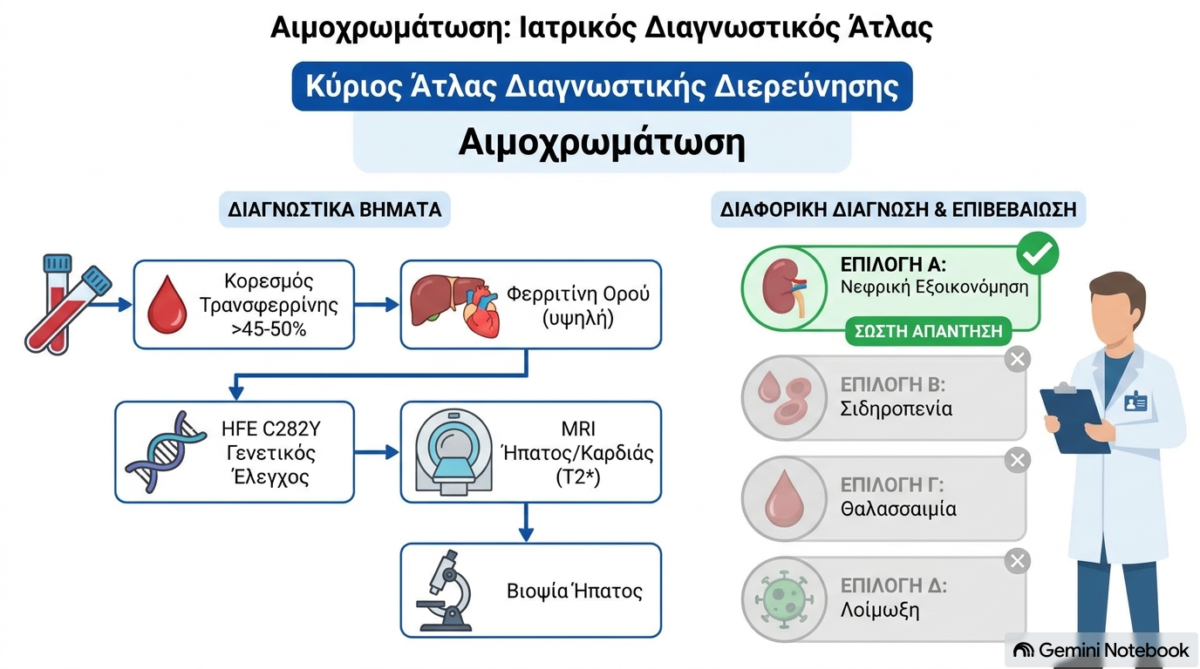 Αιμοχρωμάτωση: Ιατρικός Διαγνωστικός Άτλας
Κύριος Άτλας Διαγνωστικής Διερεύνησης
Αιμοχρωμάτωση
ΔΙΑΓΝΩΣΤΙΚΑ ΒΗΜΑΤΑ
Κορεσμός
Τρανσφερρίνης
>45-50%
Φερριτίνη Ορού
(υψηλή)
HFE C282Y
Γενετικός
Έλεγχος
MRI
Ήπατος/Καρδιάς
(T2*)
Βιοψία Ήπατος
ΔΙΑΦΟΡΙΚΗ ΔΙΑΓΝΩΣΗ & ΕΠΙΒΕΒΑΙΩΣΗ
ΕΠΙΛΟΓΗ Α:
Νεφρική Εξοικονόμηση
ΣΩΣΤΗ ΑΠΑΝΤΗΣΗ
ΕΠΙΛΟΓΗ Β:
Σιδηροπενία
ΕΠΙΛΟΓΗ Γ:
Θαλασσαιμία
ΕΠΙΛΟΓΗ Δ:
Λοίμωξη
Gemini Notebook